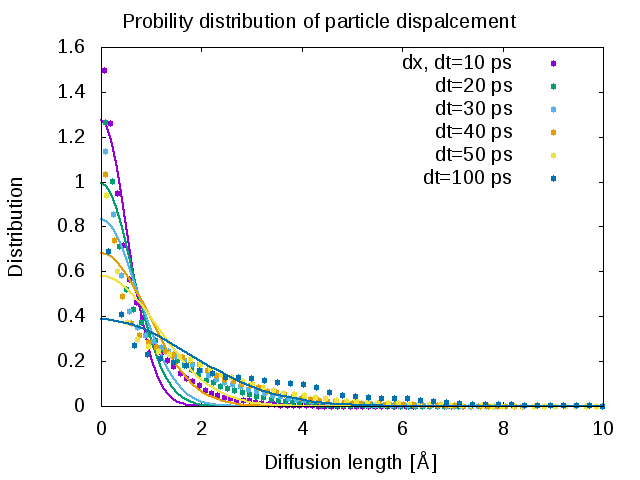 Probility distribution of particle dispalcement
1.6
1.4
1.2
1
0.8
0.6
0.4
0.2
0
Distribution
dx, dt=10 ps
dt=20 ps
dt=30 ps
dt=40 ps
dt=50 ps
dt=100 ps
0 2 4 6 8 10
Diffusion length [Å]